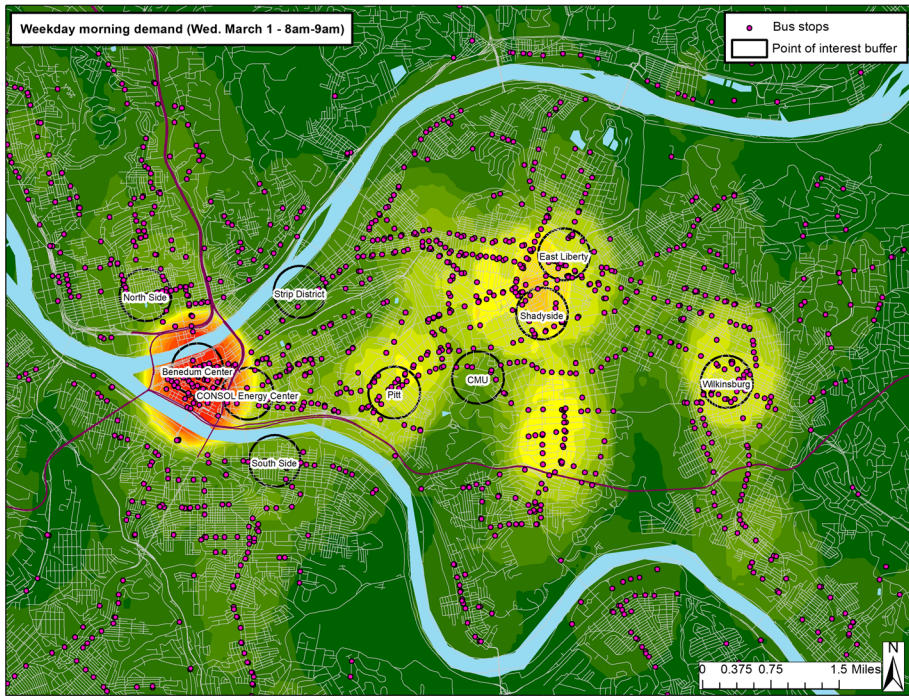 Weekday morning demand (Wed. March 1 - 8am-9am)
Bus stops
Point of interest buffer
East Liberty
North Side
Strip District
Shadyside
Benedum Center
CMU
Wilkinsburg
CONSOL Energy Center
Pitt
South Side
N
0 0.375 0.75 1.5 Miles